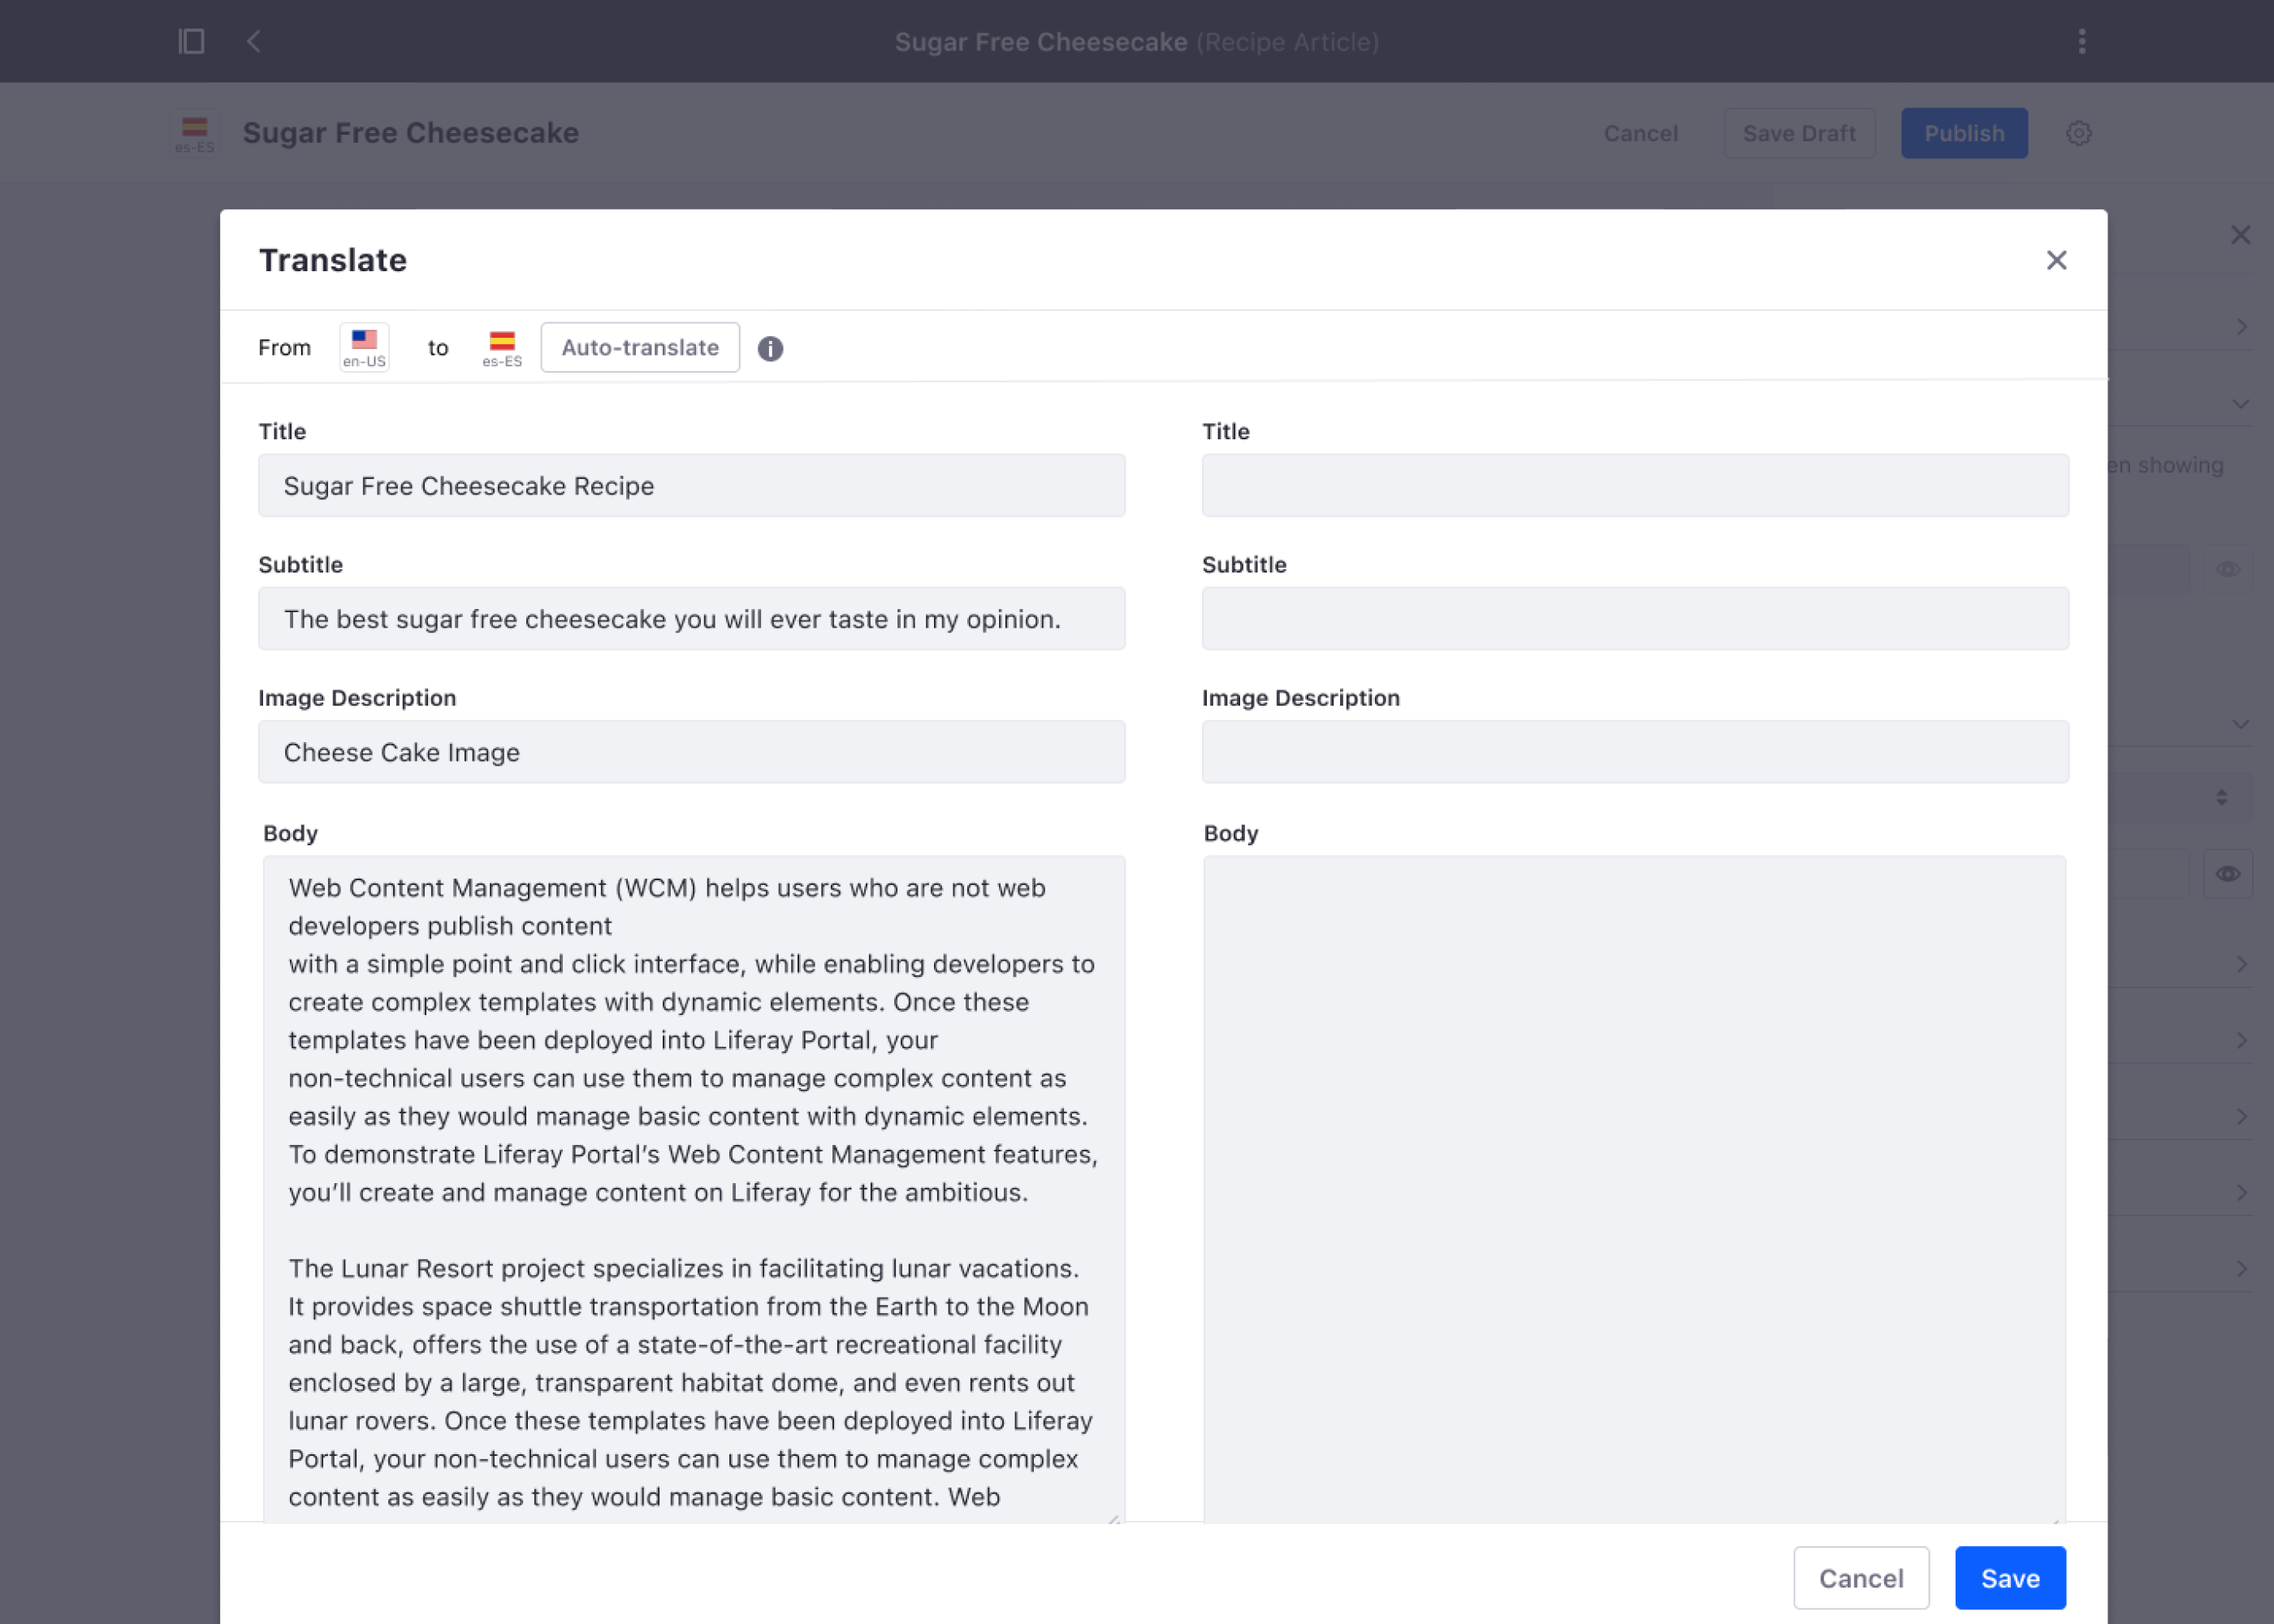 Sugar Free Cheesecake (Recipe Article)
es-ES
Sugar Free Cheesecake
Cancel
Save Draft
Publish
Translate
From
en-US
to
es-ES
Auto-translate
Title
Sugar Free Cheesecake Recipe
Subtitle
The best sugar free cheesecake you will ever taste in my opinion.
Image Description
Cheese Cake Image
Body
Web Content Management (WCM) helps users who are not web
developers publish content
with a simple point and click interface, while enabling developers to
create complex templates with dynamic elements. Once these
templates have been deployed into Liferay Portal, your
non-technical users can use them to manage complex content as
easily as they would manage basic content with dynamic elements.
To demonstrate Liferay Portal’s Web Content Management features,
you’ll create and manage content on Liferay for the ambitious.
The Lunar Resort project specializes in facilitating lunar vacations.
It provides space shuttle transportation from the Earth to the Moon
and back, offers the use of a state-of-the-art recreational facility
enclosed by a large, transparent habitat dome, and even rents out
lunar rovers. Once these templates have been deployed into Liferay
Portal, your non-technical users can use them to manage complex
content as easily as they would manage basic content. Web
Title
Subtitle
Image Description
Body
showing
Cancel
Save